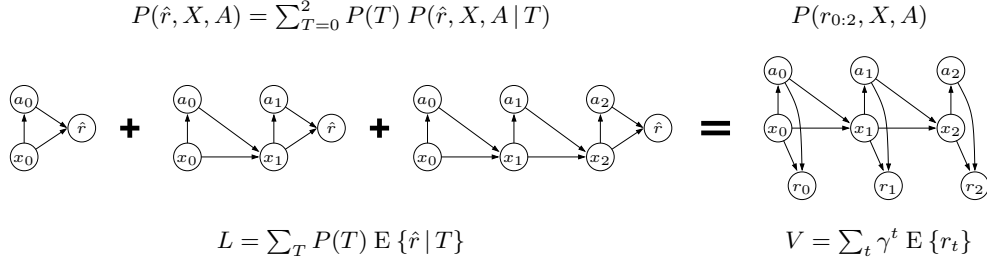 P(r̂, X, A) = ∑_{T=0}^{2} P(T) P(r̂, X, A | T)
P(r_{0:2}, X, A)
a_0 r̂ x_0
+
a_0 a_1 r̂ x_0 x_1
+
a_0 a_1 a_2 r̂ x_0 x_1 x_2
=
a_0 a_1 a_2
x_0 x_1 x_2
r_0 r_1 r_2
L = ∑_T P(T) E {r̂ | T}
V = ∑_t γ^t E {r_t}